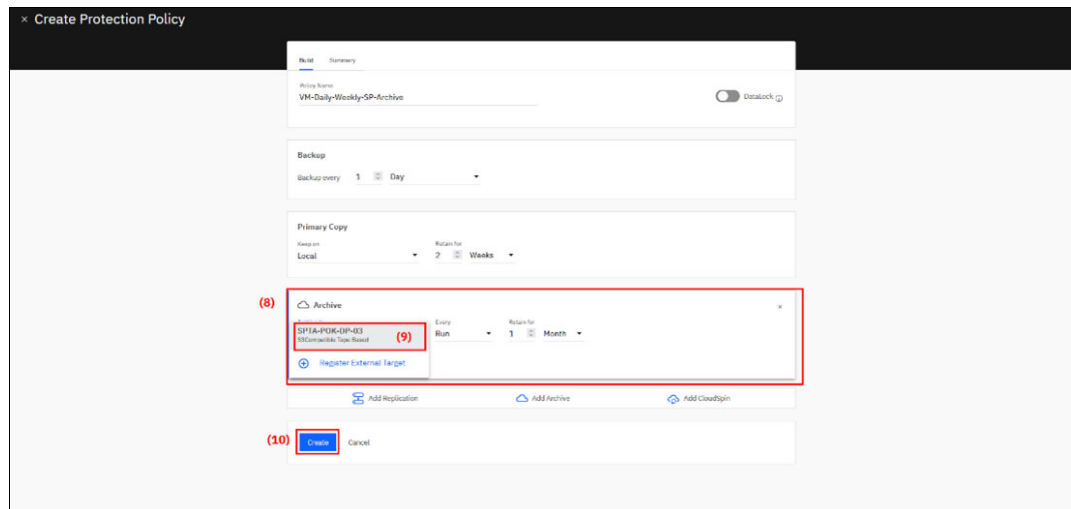 × Create Protection Policy
Build Summary
Policy Name
VM-Daily-Weekly-SP-Archive
DataLock
Backup
Backup every 1 Day
Primary Copy
Keep on Retain for
Local 2 Weeks
(8) Archive ×
Every Retain for
SPTA-POK-DP-03 (9) Run 1 Month
S3Compatible Tape Based
Register External Target
Add Replication Add Archive Add CloudSpin
(10) Create Cancel